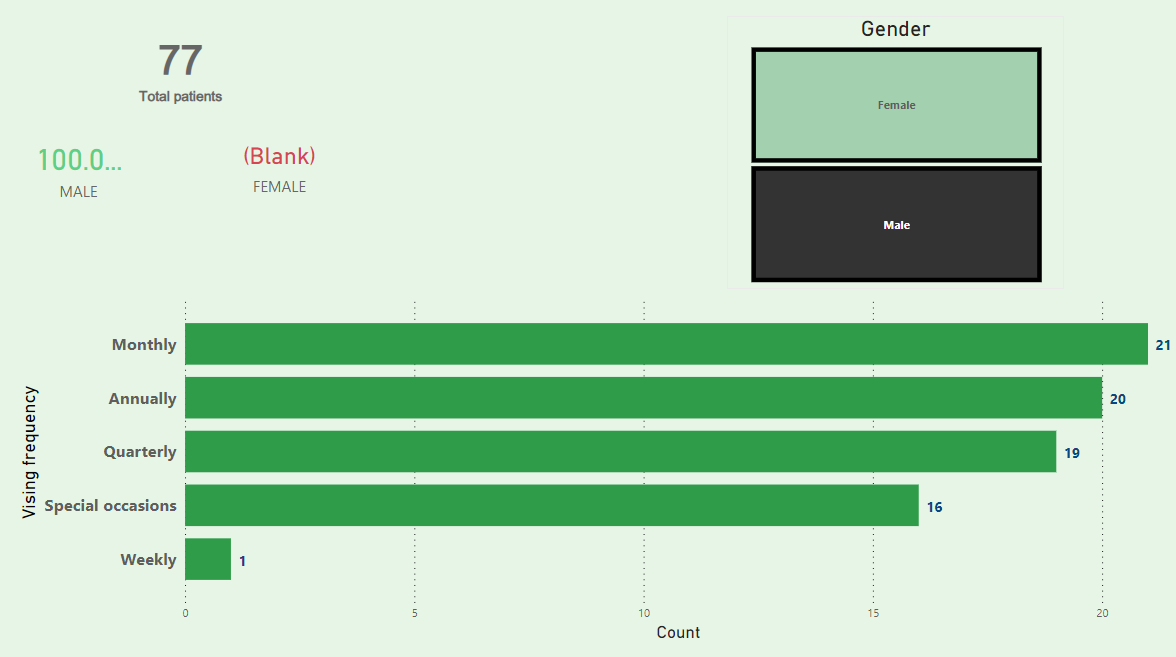 77
Total patients
100.0...
MALE
(Blank)
FEMALE
Gender
Female
Male
Vising frequency
Monthly
21
Annually
20
Quarterly
19
Special occasions
16
Weekly
1
0
5
10
15
20
Count